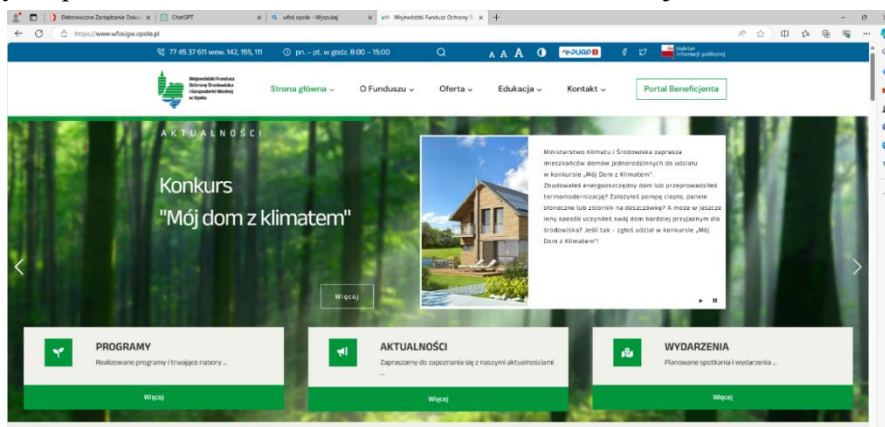 Elektroniczne Zarządzanie Doku
ChatGPT
wfoś opole - Wyszukaj
Wojewódzki Fundusz Ochrony Śr
https://www.wfosigw.opole.pl
77 45 37 611 wew. 142, 155, 111
pn. - pt. w godz. 8:00 - 15:00
A A A
ePUAP
biuletyn
informacji publicznej
Wojewódzki Fundusz
Ochrony Środowiska
i Gospodarki Wodnej
w Opolu
Strona główna
O Funduszu
Oferta
Edukacja
Kontakt
Portal Beneficjenta
AKTUALNOŚCI
Konkurs
"Mój dom z klimatem"
Więcej
Ministerstwo Klimatu i Środowiska zaprasza
mieszkańców domów jednorodzinnych do udziału
w konkursie „Mój Dom z Klimatem”.
Zbudowałeś energooszczędny dom lub przeprowadziłeś
termomodernizację? Założyłeś pompę ciepła, panele
słoneczne lub zbiornik na deszczówkę? A może w jeszcze
inny sposób uczyniłeś swój dom bardziej przyjaznym dla
środowiska? Jeśli tak - zgłoś udział w konkursie „Mój
Dom z Klimatem”!
PROGRAMY
Realizowane programy i trwające nabory ...
Więcej
AKTUALNOŚCI
Zapraszamy do zapoznania się z naszymi aktualnościami
...
Więcej
WYDARZENIA
Planowane spotkania i wydarzenia ...
Więcej